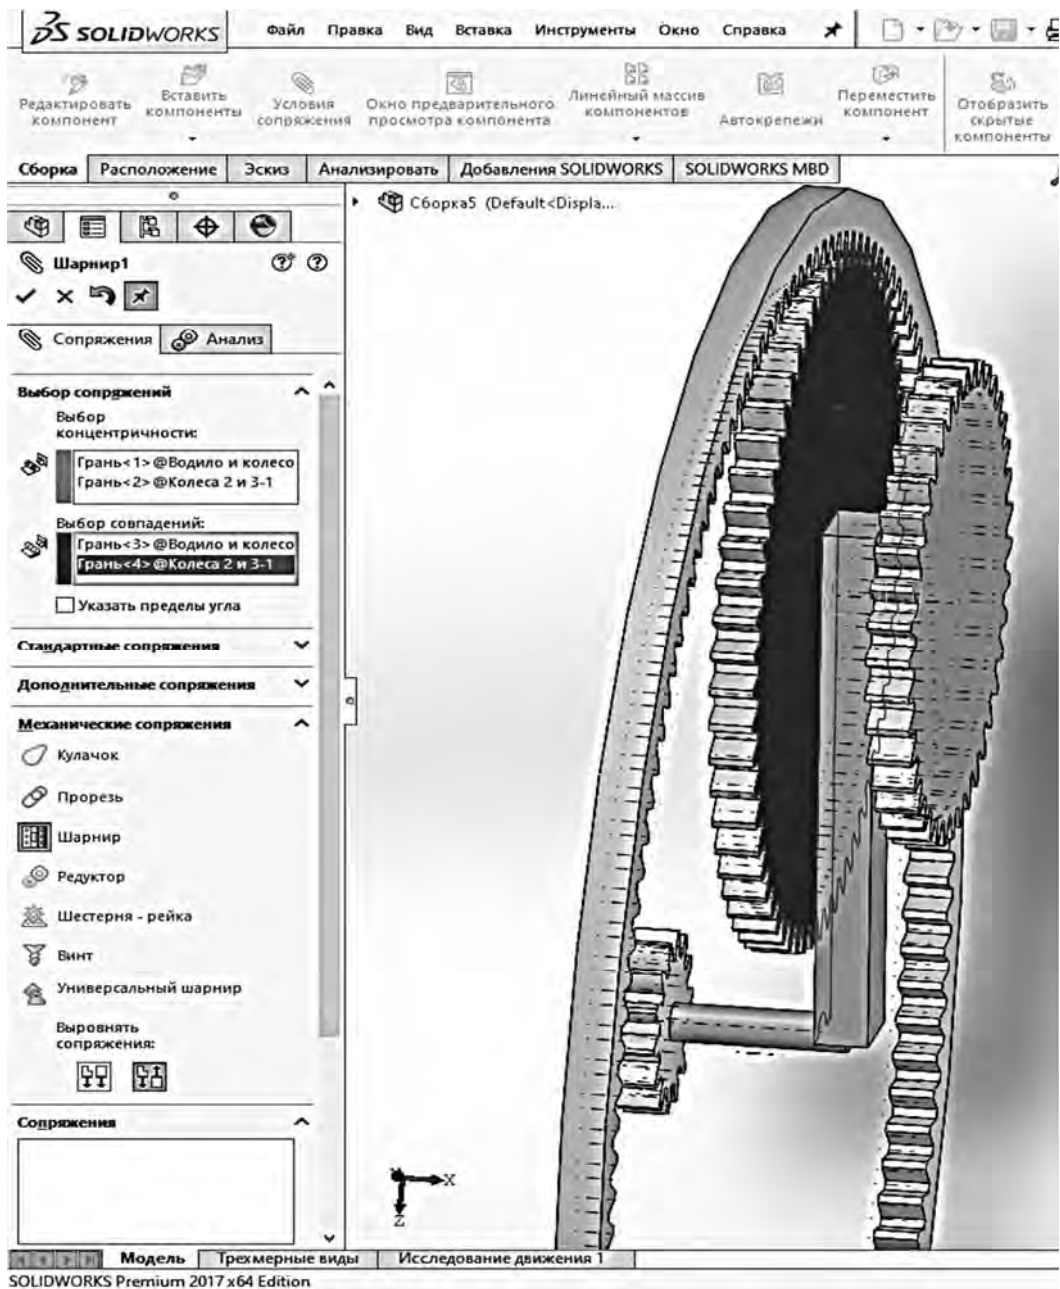 SOLIDWORKS
Файл Правка Вид Вставка Инструменты Окно Справка
Редактировать компонент
Вставить компоненты
Условия сопряжения
Окно предварительного просмотра компонента
Линейный массив компонентов
Автокрепежи
Переместить компонент
Отобразить скрытые компоненты
Сборка Расположение Эскиз Анализировать Добавления SOLIDWORKS SOLIDWORKS MBD
Сборка5 (Default<Displa...
Шарнир1
Сопряжения Анализ
Выбор сопряжений
Выбор
концентричности:
Грань<1>@Водило и колесо
Грань<2>@Колеса 2 и 3-1
Выбор совпадений:
Грань<3>@Водило и колесо
Грань<4>@Колеса 2 и 3-1
Указать пределы угла
Стандартные сопряжения
Дополнительные сопряжения
Механические сопряжения
Кулачок
Прорезь
Шарнир
Редуктор
Шестерня - рейка
Винт
Универсальный шарнир
Выровнять
сопряжения:
Сопряжения
X
Z
Модель Трехмерные виды Исследование движения 1
SOLIDWORKS Premium 2017 x64 Edition